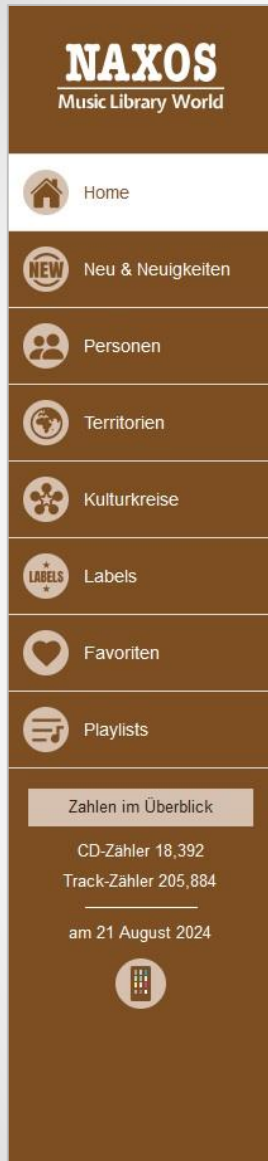 NAXOS
Music Library World
Home
NEW
Neu & Neuigkeiten
Personen
Territorien
Kulturkreise
LABELS
Labels
Favoriten
Playlists
Zahlen im Überblick
CD-Zähler 18,392
Track-Zähler 205,884
am 21 August 2024